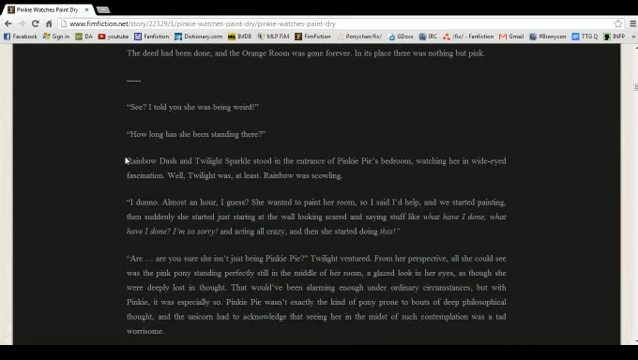 Pinkie Watches Paint Dry
www.fimfiction.net/story/22329/1/pinkie-watches-paint-dry/pinkie-watches-paint-dry
Facebook Sign in DA Fanfiction Dictionary.com IMDB MLP FiM FimFiction Ponychan:/fic/ GDocs IRC /fic/ Comm Gmail #Bronyson TTG Q
The deed had been done, and the Orange Room was gone forever. In its place there was nothing but pink.
-----
“See? I told you she was being weird!”
“How long has she been standing there?”
Rainbow Dash and Twilight Sparkle stood in the entrance of Pinkie Pie’s bedroom, watching her in wide-eyed
fascination. Well, Twilight was, at least. Rainbow was scowling.
“I dunno. Almost an hour, I guess? She wanted to paint her room, so I said I’d help, and we started painting,
then suddenly she started just staring at the wall looking scared and saying stuff like what have I done, what
have I done? I’m so sorry! and acting all crazy, and then she started doing this!”
“Are … are you sure she isn’t just being Pinkie Pie?” Twilight ventured. From her perspective, all she could see
was the pink pony standing perfectly still in the middle of her room, a glazed look in her eyes, as though she
were deeply lost in thought. That would’ve been alarming enough under ordinary circumstances, but with
Pinkie, it was especially so. Pinkie Pie wasn’t exactly the kind of pony prone to bouts of deep philosophical
thought, and the unicorn had to acknowledge that seeing her in the midst of such contemplation was a tad
worrisome.